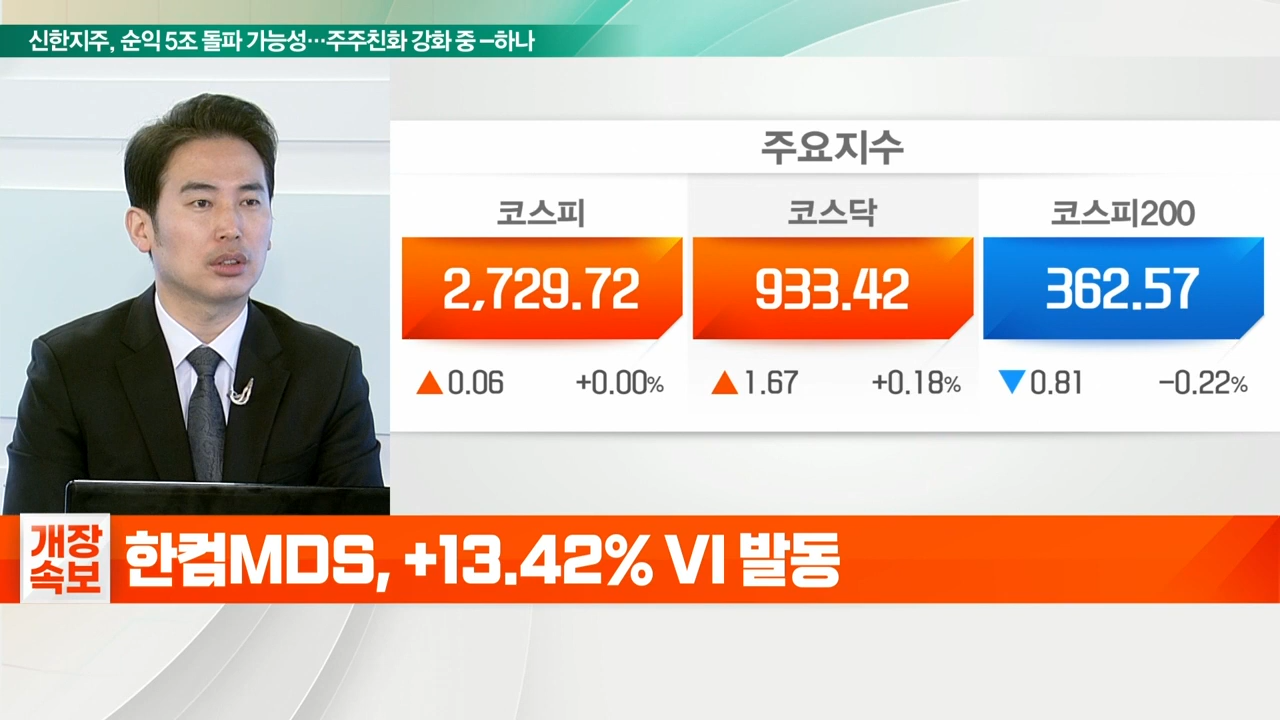 신한지주, 순익 5조 돌파 가능성…주주친화 강화 중 –하나
주요지수
코스피
코스닥
코스피200
2,729.72
933.42
362.57
▲0.06 +0.00%
▲1.67 +0.18%
▼0.81 -0.22%
개장
속보
한컴MDS, +13.42% VI 발동